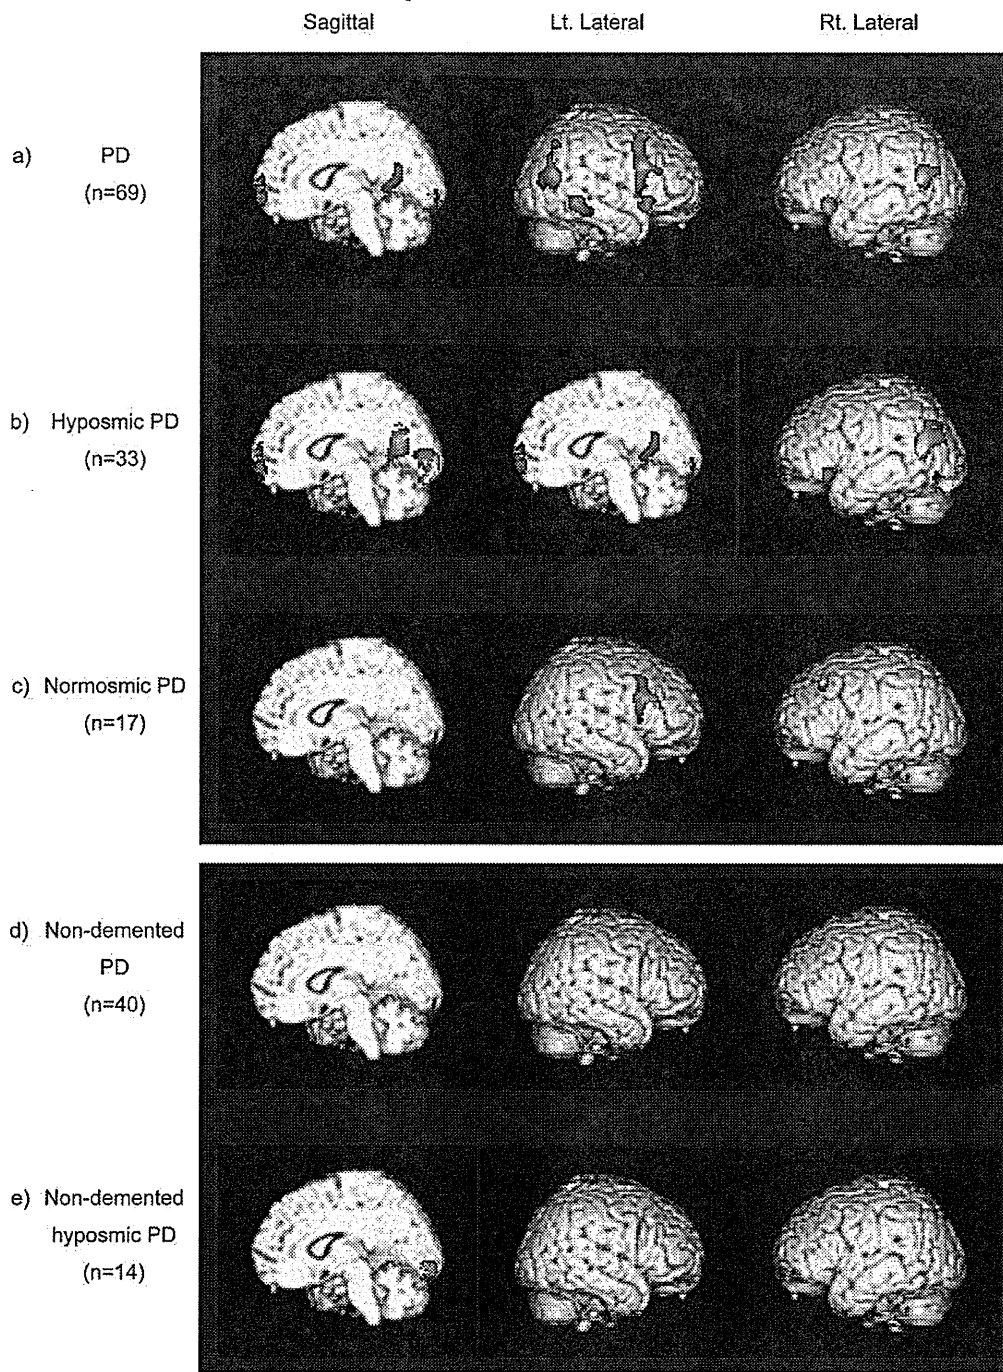 Sagittal Lt. Lateral Rt. Lateral
a) PD
(n=69)
b) Hyposmic PD
(n=33)
c) Normosmic PD
(n=17)
d) Non-demented
PD
(n=40)
e) Non-demented
hyposmic PD
(n=14)